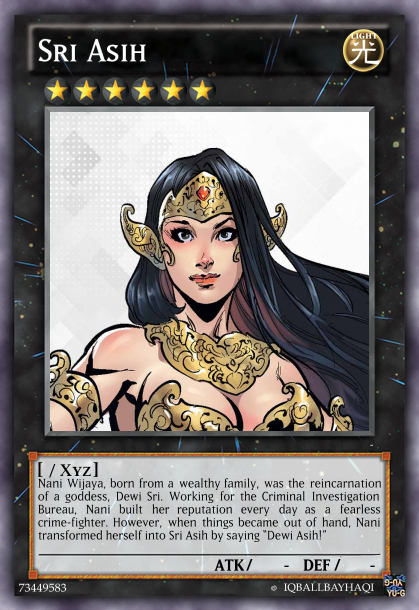 Sri Asih
LIGHT
光
[ / Xyz]
Nani Wijaya, born from a wealthy family, was the reincarnation
of a goddess, Dewi Sri. Working for the Criminal Investigation
Bureau, Nani built her reputation every day as a fearless
crime-fighter. However, when things became out of hand, Nani
transformed herself into Sri Asih by saying "Dewi Asih!"
ATK/ - DEF / -
73449583
© IQBALLBAYHAQI
YU-G